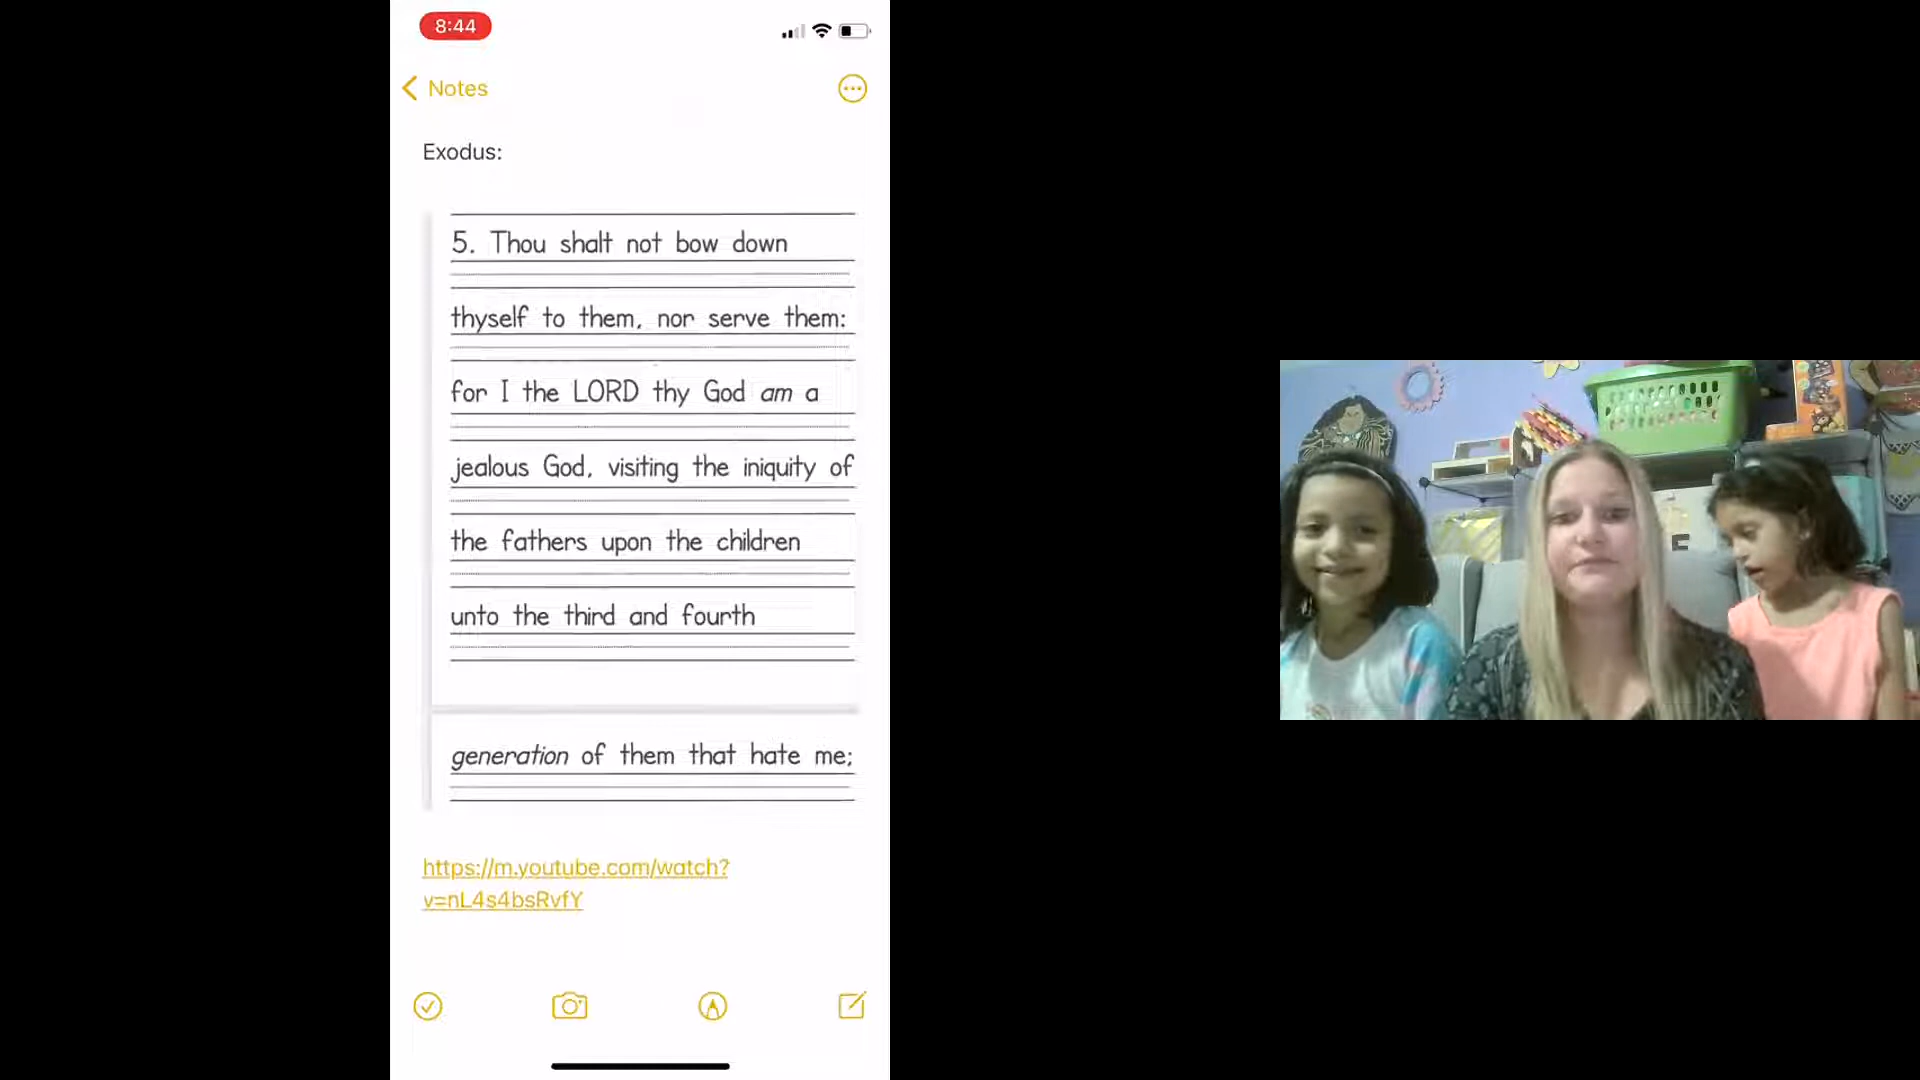 8:44
Notes
Exodus:
5. Thou shalt not bow down
thyself to them, nor serve them:
for I the LORD thy God am a
jealous God, visiting the iniquity of
the fathers upon the children
unto the third and fourth
generation of them that hate me;
https://m.youtube.com/watch?
v=nL4s4bsRvfY